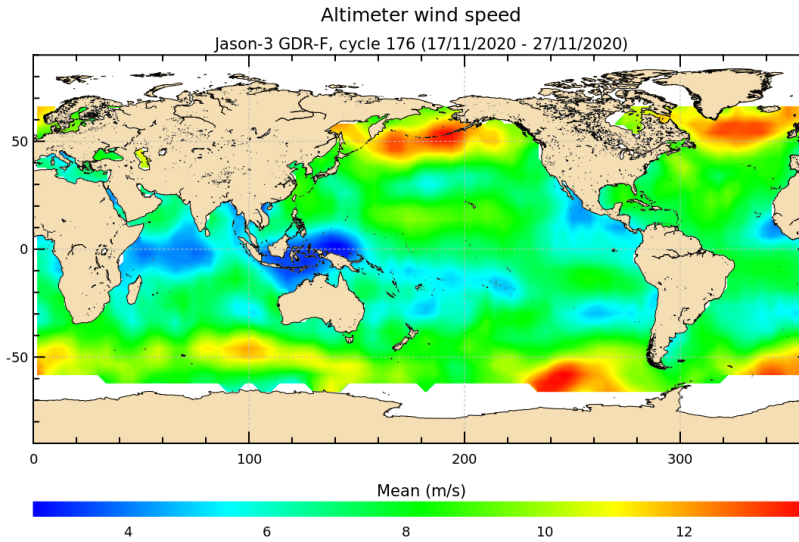 Altimeter wind speed
Jason-3 GDR-F, cycle 176 (17/11/2020 - 27/11/2020)
50
0
-50
0 100 200 300
Mean (m/s)
4 6 8 10 12